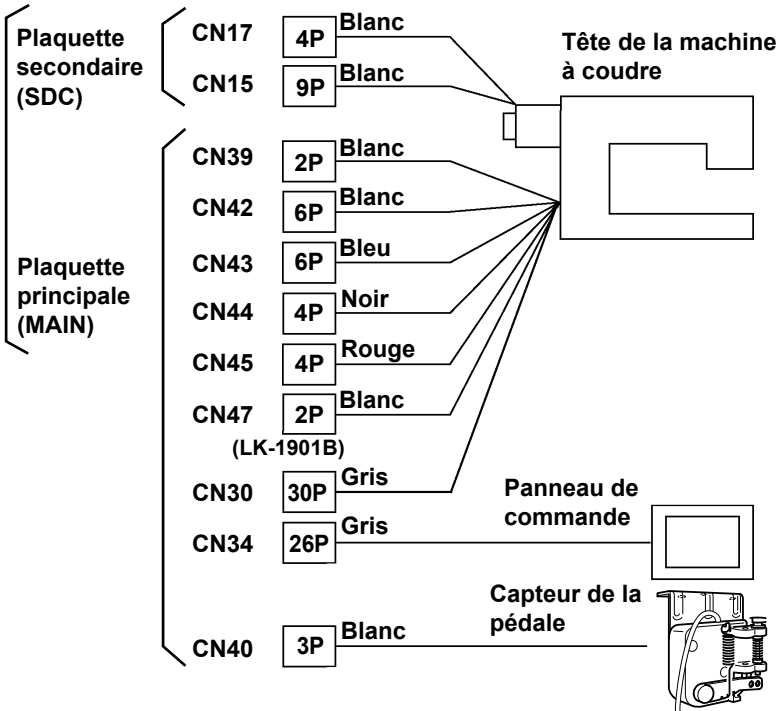 Plaquette
secondaire
(SDC)
CN17 4P Blanc
CN15 9P Blanc
Tête de la machine
à coudre
Plaquette
principale
(MAIN)
CN39 2P Blanc
CN42 6P Blanc
CN43 6P Bleu
CN44 4P Noir
CN45 4P Rouge
CN47 2P Blanc
(LK-1901B)
CN30 30P Gris
CN34 26P Gris
Panneau de
commande
CN40 3P Blanc
Capteur de la
pédale